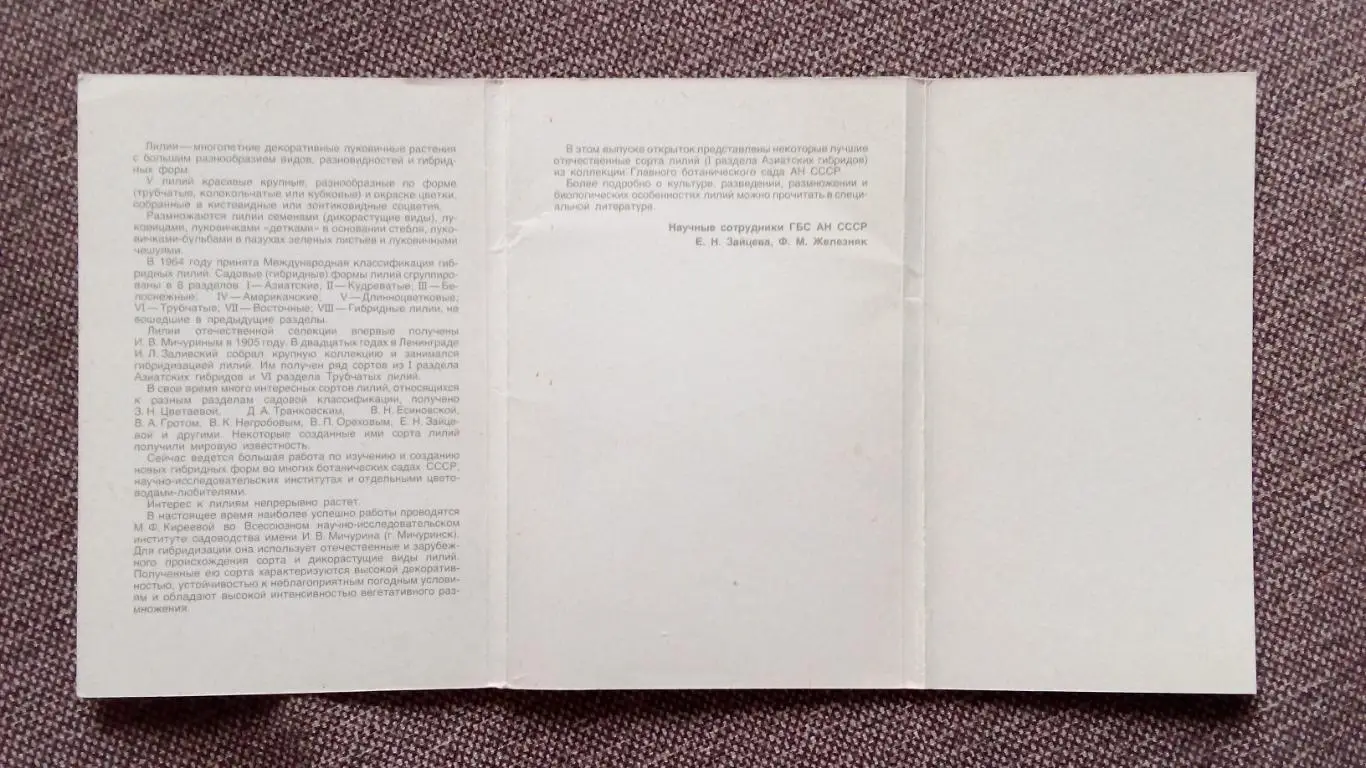 Лилии — многолетние декоративные луковичные растения
с большим разнообразием видов, разновидностей и гибрид-
ных форм.
У лилий красивые крупные, разнообразные по форме
(трубчатые, колокольчатые или кубковые) и окраске цветки,
собранные в кистевидные или зонтиковидные соцветия.
Размножаются лилии семенами (дикорастущие виды), лу-
ковицами, луковичками «детками» в основании стебля, луко-
вичками-бульбами в пазухах зеленых листьев и луковичными
чешуями.
В 1964 году принята Международная классификация гиб-
ридных лилий. Садовые (гибридные) формы лилий сгруппиро-
ваны в 8 разделов: I — Азиатские; II — Кудреватые; III — Бе-
лоснежные; IV — Американские; V — Длинноцветковые;
VI — Трубчатые; VII — Восточные; VIII — Гибридные лилии, не
вошедшие в предыдущие разделы.
Лилии отечественной селекции впервые получены
И. В. Мичуриным в 1905 году. В двадцатых годах в Ленинграде
И. Л. Заливский собрал крупную коллекцию и занимался
гибридизацией лилий. Им получен ряд сортов из I раздела
Азиатских гибридов и VI раздела Трубчатых лилий.
В свое время много интересных сортов лилий, относящихся
к разным разделам садовой классификации, получено
З. Н. Цветаевой, Д. А. Транковским, В. Н. Есиновской,
В. А. Гротом, В. К. Негробовым, В. П. Ореховым, Е. Н. Зайце-
вой и другими. Некоторые созданные ими сорта лилий
получили мировую известность.
Сейчас ведется большая работа по изучению и созданию
новых гибридных форм во многих ботанических садах СССР,
научно-исследовательских институтах и отдельными цвето-
водами-любителями.
Интерес к лилиям непрерывно растет.
В настоящее время наиболее успешно работы проводятся
М. Ф. Киреевой во Всесоюзном научно-исследовательском
институте садоводства имени И. В. Мичурина (г. Мичуринск).
Для гибридизации она использует отечественные и зарубеж-
ного происхождения сорта и дикорастущие виды лилий.
Полученные ею сорта характеризуются высокой декоратив-
ностью, устойчивостью к неблагоприятным погодным услови-
ям и обладают высокой интенсивностью вегетативного раз-
множения.
В этом выпуске открыток представлены некоторые лучшие
отечественные сорта лилий (I раздела Азиатских гибридов)
из коллекции Главного ботанического сада АН СССР.
Более подробно о культуре, разведении, размножении и
биологических особенностях лилий можно прочитать в специ-
альной литературе.
Научные сотрудники ГБС АН СССР
Е. Н. Зайцева, Ф. М. Железняк